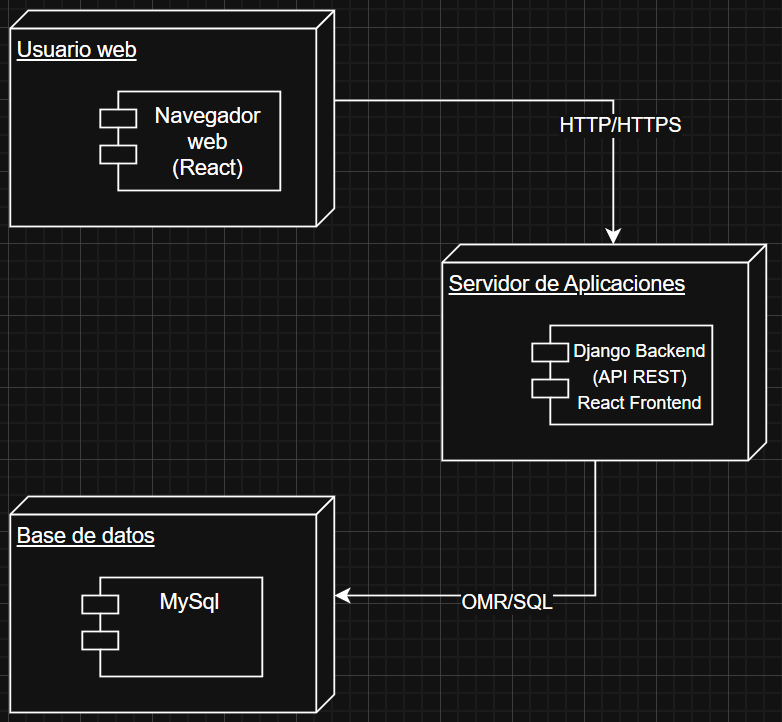 Usuario web
Navegador
web
(React)
HTTP/HTTPS
Servidor de Aplicaciones
Django Backend
(API REST)
React Frontend
Base de datos
MySql
OMR/SQL